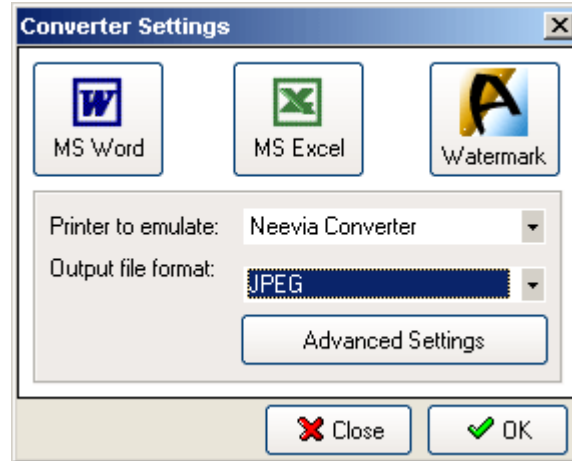 Converter Settings
MS Word
MS Excel
Watermark
Printer to emulate: Neevia Converter
Output file format: JPEG
Advanced Settings
Close OK